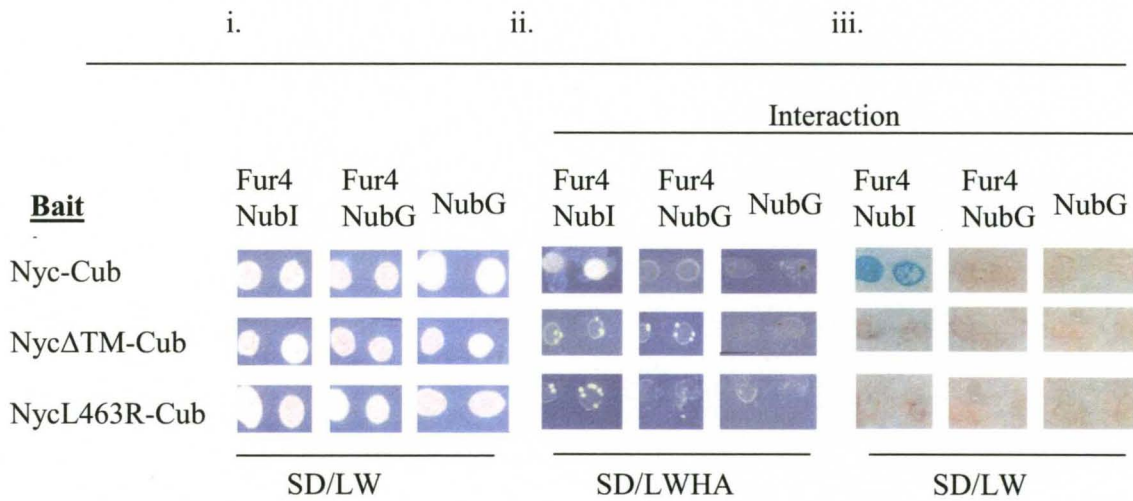 i. ii. iii.
Interaction
Fur4 Fur4 Fur4 Fur4 Fur4 Fur4
Bait NubI NubG NubG NubI NubG NubG NubI NubG NubG
Nyc-Cub
NycΔTM-Cub
NycL463R-Cub
SD/LW SD/LWHA SD/LW